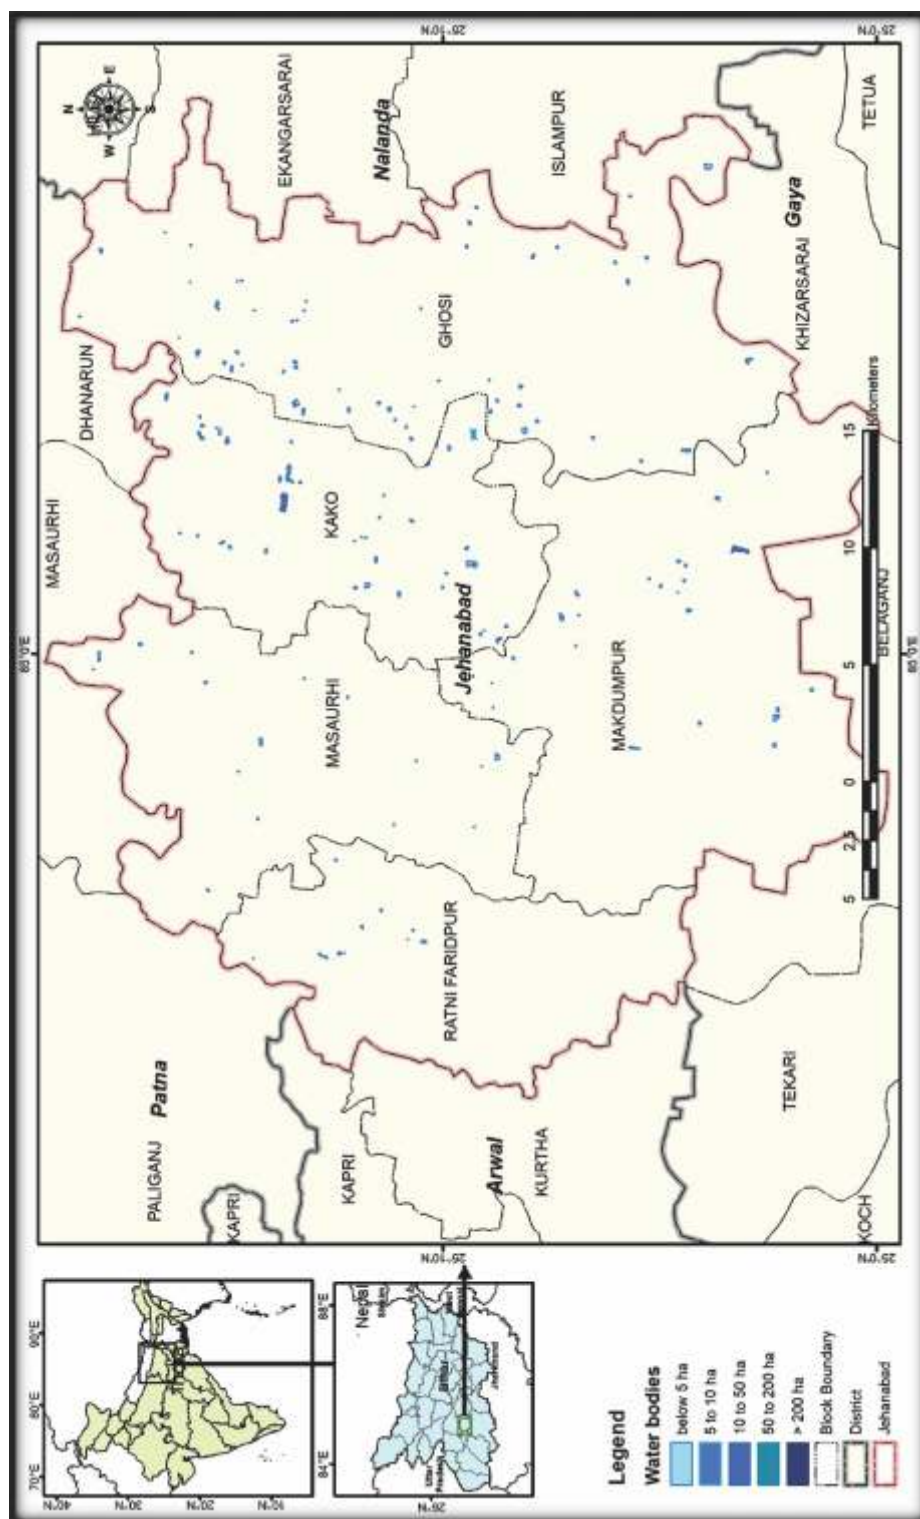 70°E
80°E
90°E
40°N
30°N
20°N
10°N
84°E
88°E
26°N
Nepal
Uttar
Pradesh
Bihar
Jharkhand
Legend
Water bodies
below 5 ha
5 to 10 ha
10 to 50 ha
50 to 200 ha
> 200 ha
Block Boundary
District
Jehanabad
85°0'E
N
W
E
S
PALIGANJ
Patna
MASAURHI
DHANARUN
KAPRI
KAPRI
EKANGARSARAI
Nalanda
MASAURHI
KAKO
25°10'N
25°10'N
RATNI FARIDPUR
Jehanabad
GHOSI
Arwal
KURTHA
ISLAMPUR
MAKDUMPUR
TEKARI
Gaya
KHIZARSARAI
5
2.5
0
5
10
15
Kilometers
BELAGANJ
KOCH
TETUA
25°0'N
25°0'N
85°0'E